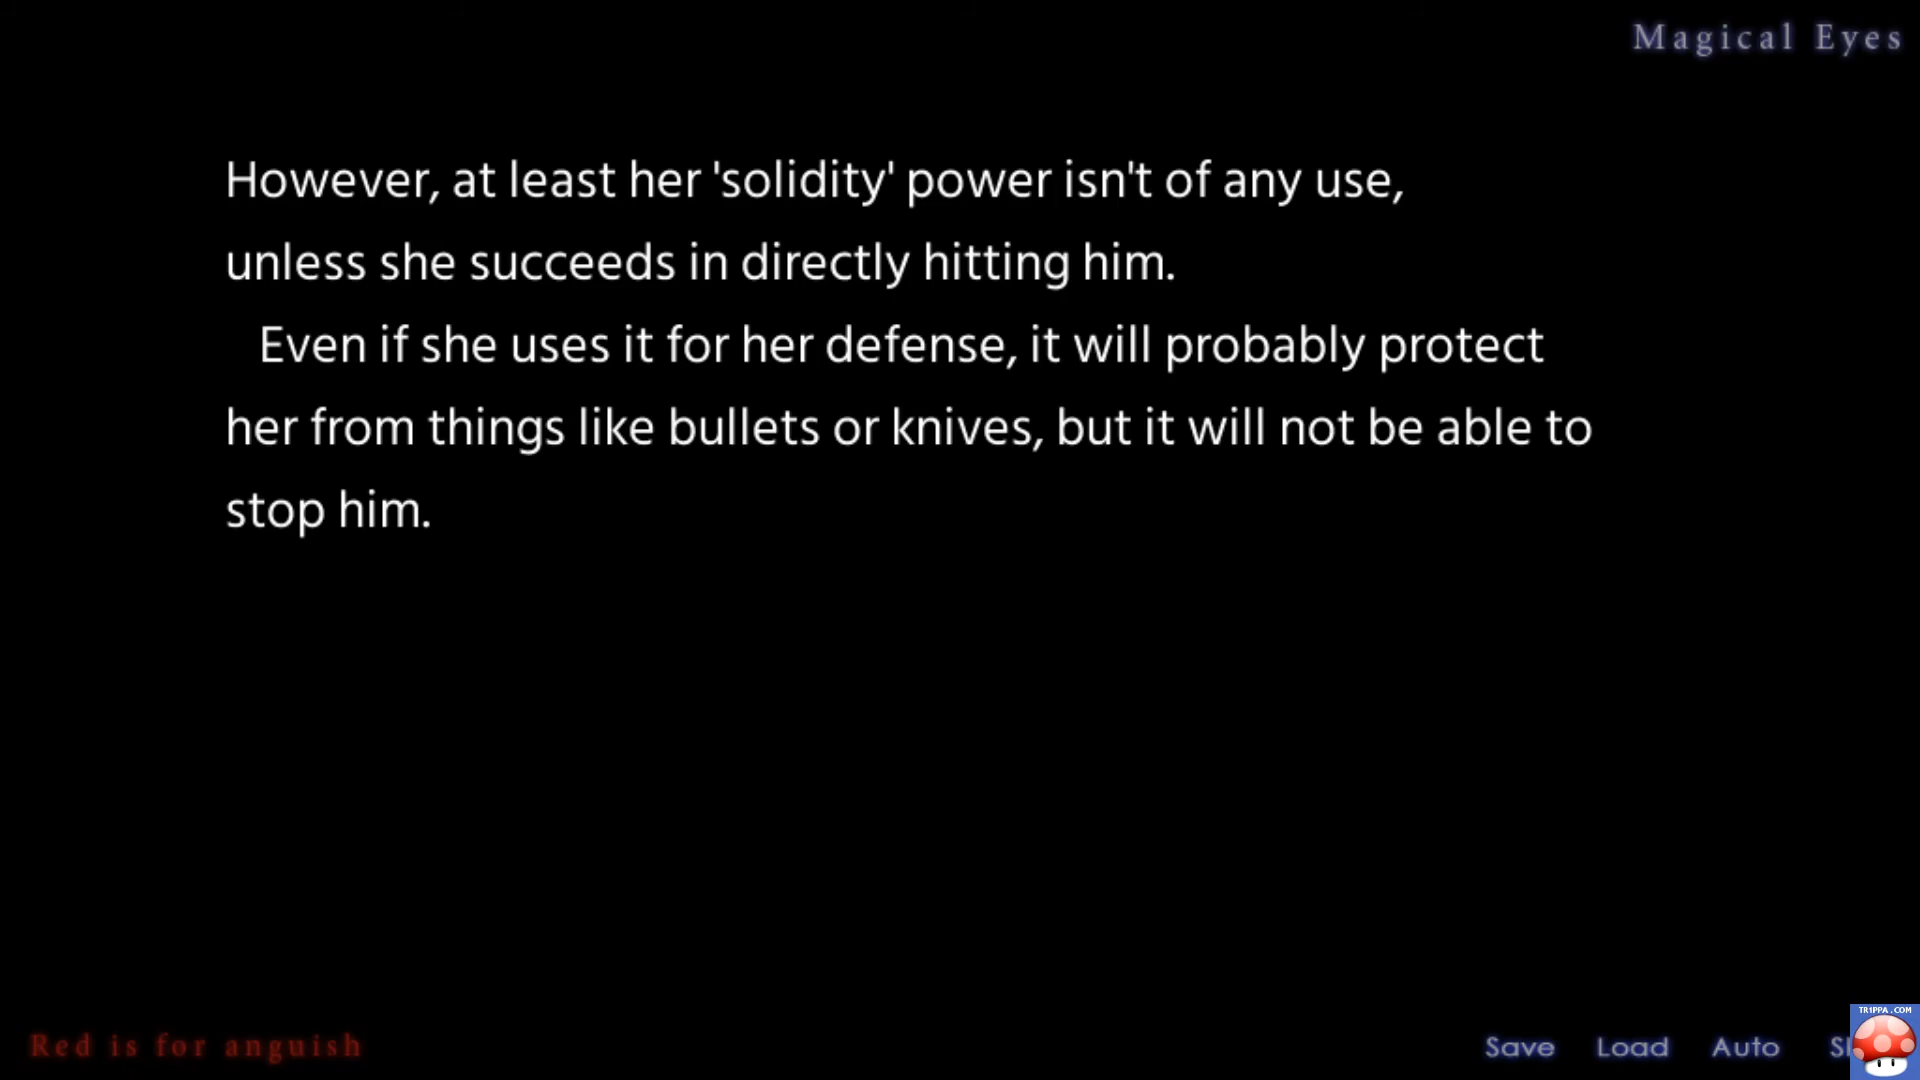 Magical Eyes
However, at least her 'solidity' power isn't of any use,
unless she succeeds in directly hitting him.
Even if she uses it for her defense, it will probably protect
her from things like bullets or knives, but it will not be able to
stop him.
Red is for anguish
Save Load Auto
TR1PPA.COM